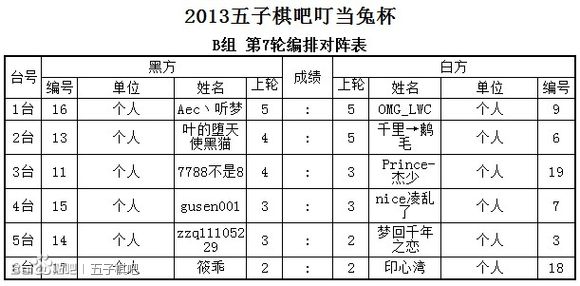 2013五子棋吧叮当兔杯
B组 第7轮编排对阵表
台号 黑方 成绩 白方
编号 单位 姓名 上轮 上轮 姓名 单位 编号
1台 16 个人 Aec丶听梦 5 : 5 OMG_LWC 个人 9
2台 13 个人 叶的堕天使黑猫 4 : 5 千里→鹅毛 个人 6
3台 11 个人 7788不是8 4 : 3 Prince-杰少 个人 19
4台 15 个人 gusen001 3 : 3 nice凌乱了 个人 7
5台 14 个人 zzq11105229 3 : 2 梦回千年之恋 个人 3
个人 筱乖 2 : 2 印心湾 个人 18
贴吧 | 五子棋吧